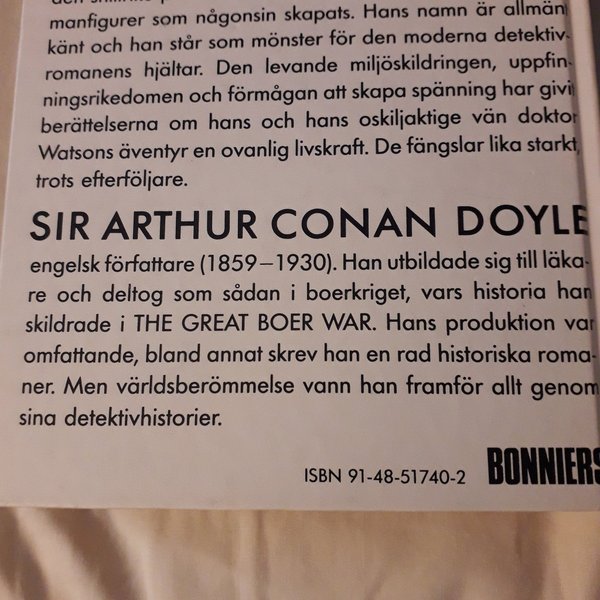 manfigurer som någonsin skapats. Hans namn är allmän
känt och han står som mönster för den moderna detektiv-
romanens hjältar. Den levande miljöskildringen, uppfin-
ningsrikedomen och förmågan att skapa spänning har givi
berättelserna om hans och hans oskiljaktige vän doktor
Watsons äventyr en ovanlig livskraft. De fängslar lika starkt,
trots efterföljare.
SIR ARTHUR CONAN DOYLE
engelsk författare (1859–1930). Han utbildade sig till läka-
re och deltog som sådan i boerkriget, vars historia han
skildrade i THE GREAT BOER WAR. Hans produktion var
omfattande, bland annat skrev han en rad historiska roma-
ner. Men världsberömmelse vann han framför allt genom
sina detektivhistorier.
ISBN 91-48-51740-2
BONNIERS